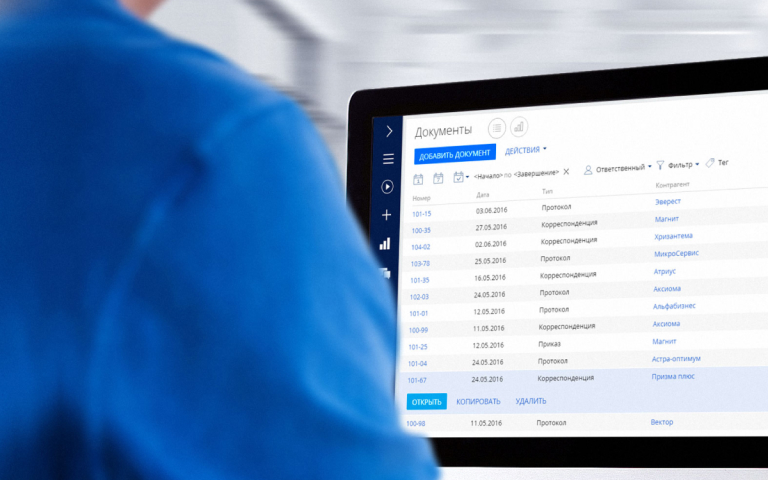 Документы
ДОБАВИТЬ ДОКУМЕНТ ДЕЙСТВИЯ
<Начало> по <Завершение> × Ответственный Фильтр Тег
Номер Дата Тип Контрагент
101-15 03.06.2016 Протокол Эверест
100-35 27.05.2016 Корреспонденция Магнит
104-02 02.06.2016 Корреспонденция Хризантема
103-73 25.05.2016 Протокол МикроСервис
101-35 16.05.2016 Корреспонденция Атриус
102-03 24.05.2016 Протокол Аксиома
101-01 12.05.2016 Протокол Альфабизнес
100-99 11.05.2016 Корреспонденция Аксиома
101-25 12.05.2016 Приказ Магнит
101-04 24.05.2016 Протокол Астра-оптимум
101-67 24.05.2016 Корреспонденция Призма плюс
ОТКРЫТЬ КОПИРОВАТЬ УДАЛИТЬ
100-98 11.05.2016 Протокол Вектор